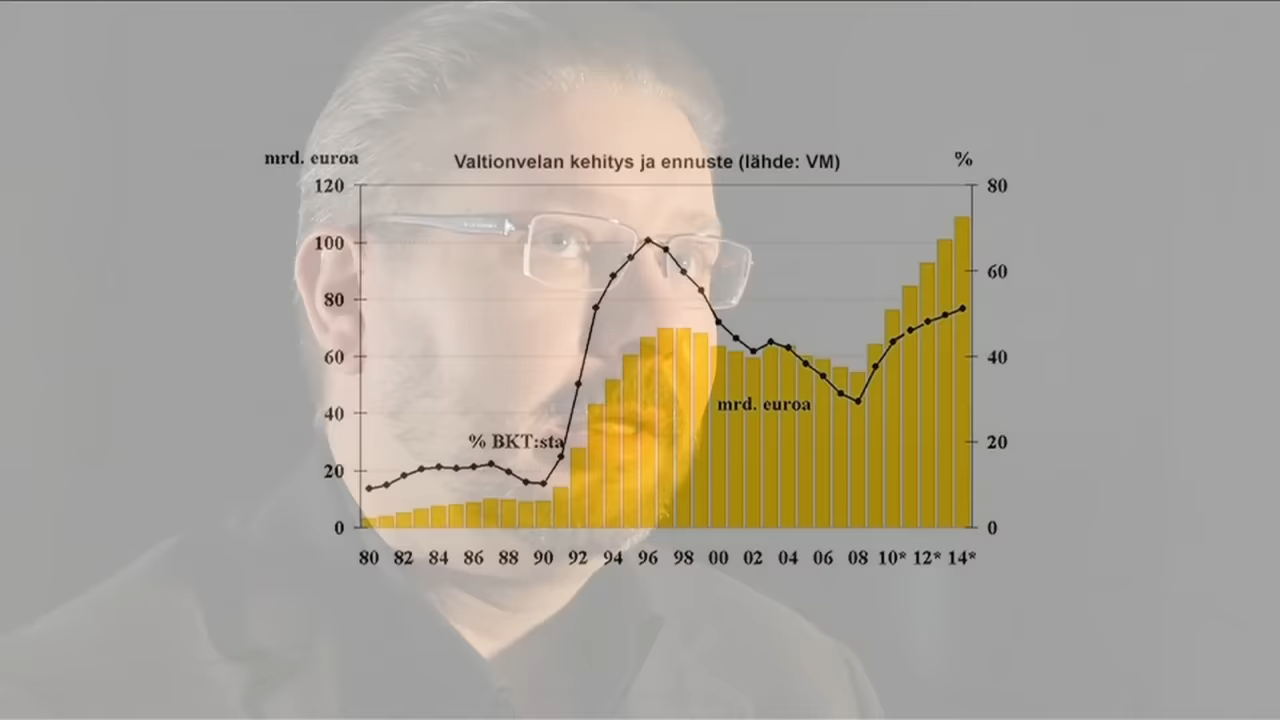 mrd. euroa
Valtionvelan kehitys ja ennuste (lähde: VM)
%
120
100
80
60
40
20
0
80
60
40
20
0
mrd. euroa
% BKT:sta
80 82 84 86 88 90 92 94 96 98 00 02 04 06 08 10* 12* 14*